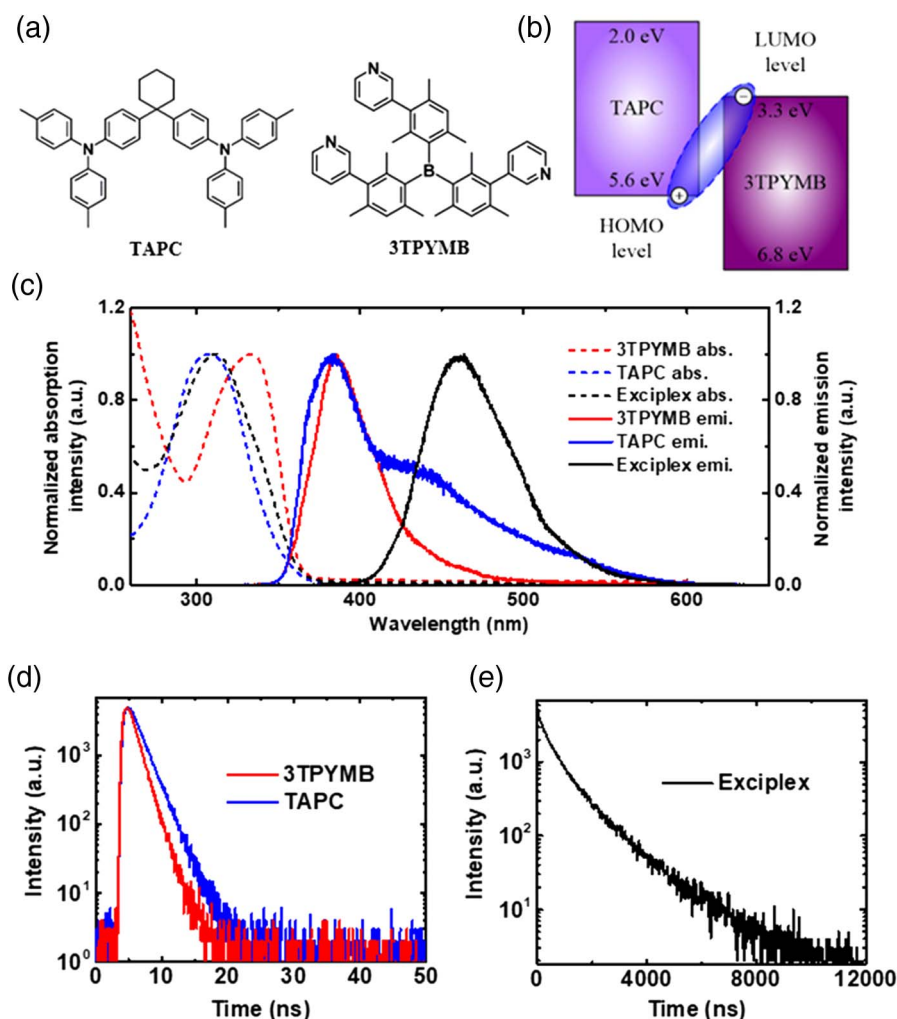 (a)
N
N
TAPC
N
N
B
N
3TPYMB
(b)
2.0 eV
LUMO
level
TAPC
−
3.3 eV
5.6 eV
3TPYMB
+
HOMO
level
6.8 eV
(c)
Normalized absorption
intensity (a.u.)
1.2
0.8
0.4
0.0
300
400
500
600
Wavelength (nm)
3TPYMB abs.
TAPC abs.
Exciplex abs.
3TPYMB emi.
TAPC emi.
Exciplex emi.
1.2
0.8
0.4
0.0
Normalized emission
intensity (a.u.)
(d)
Intensity (a.u.)
10³
10²
10¹
10⁰
0
10
20
30
40
50
Time (ns)
3TPYMB
TAPC
(e)
Intensity (a.u.)
10³
10²
10¹
0
4000
8000
12000
Time (ns)
Exciplex